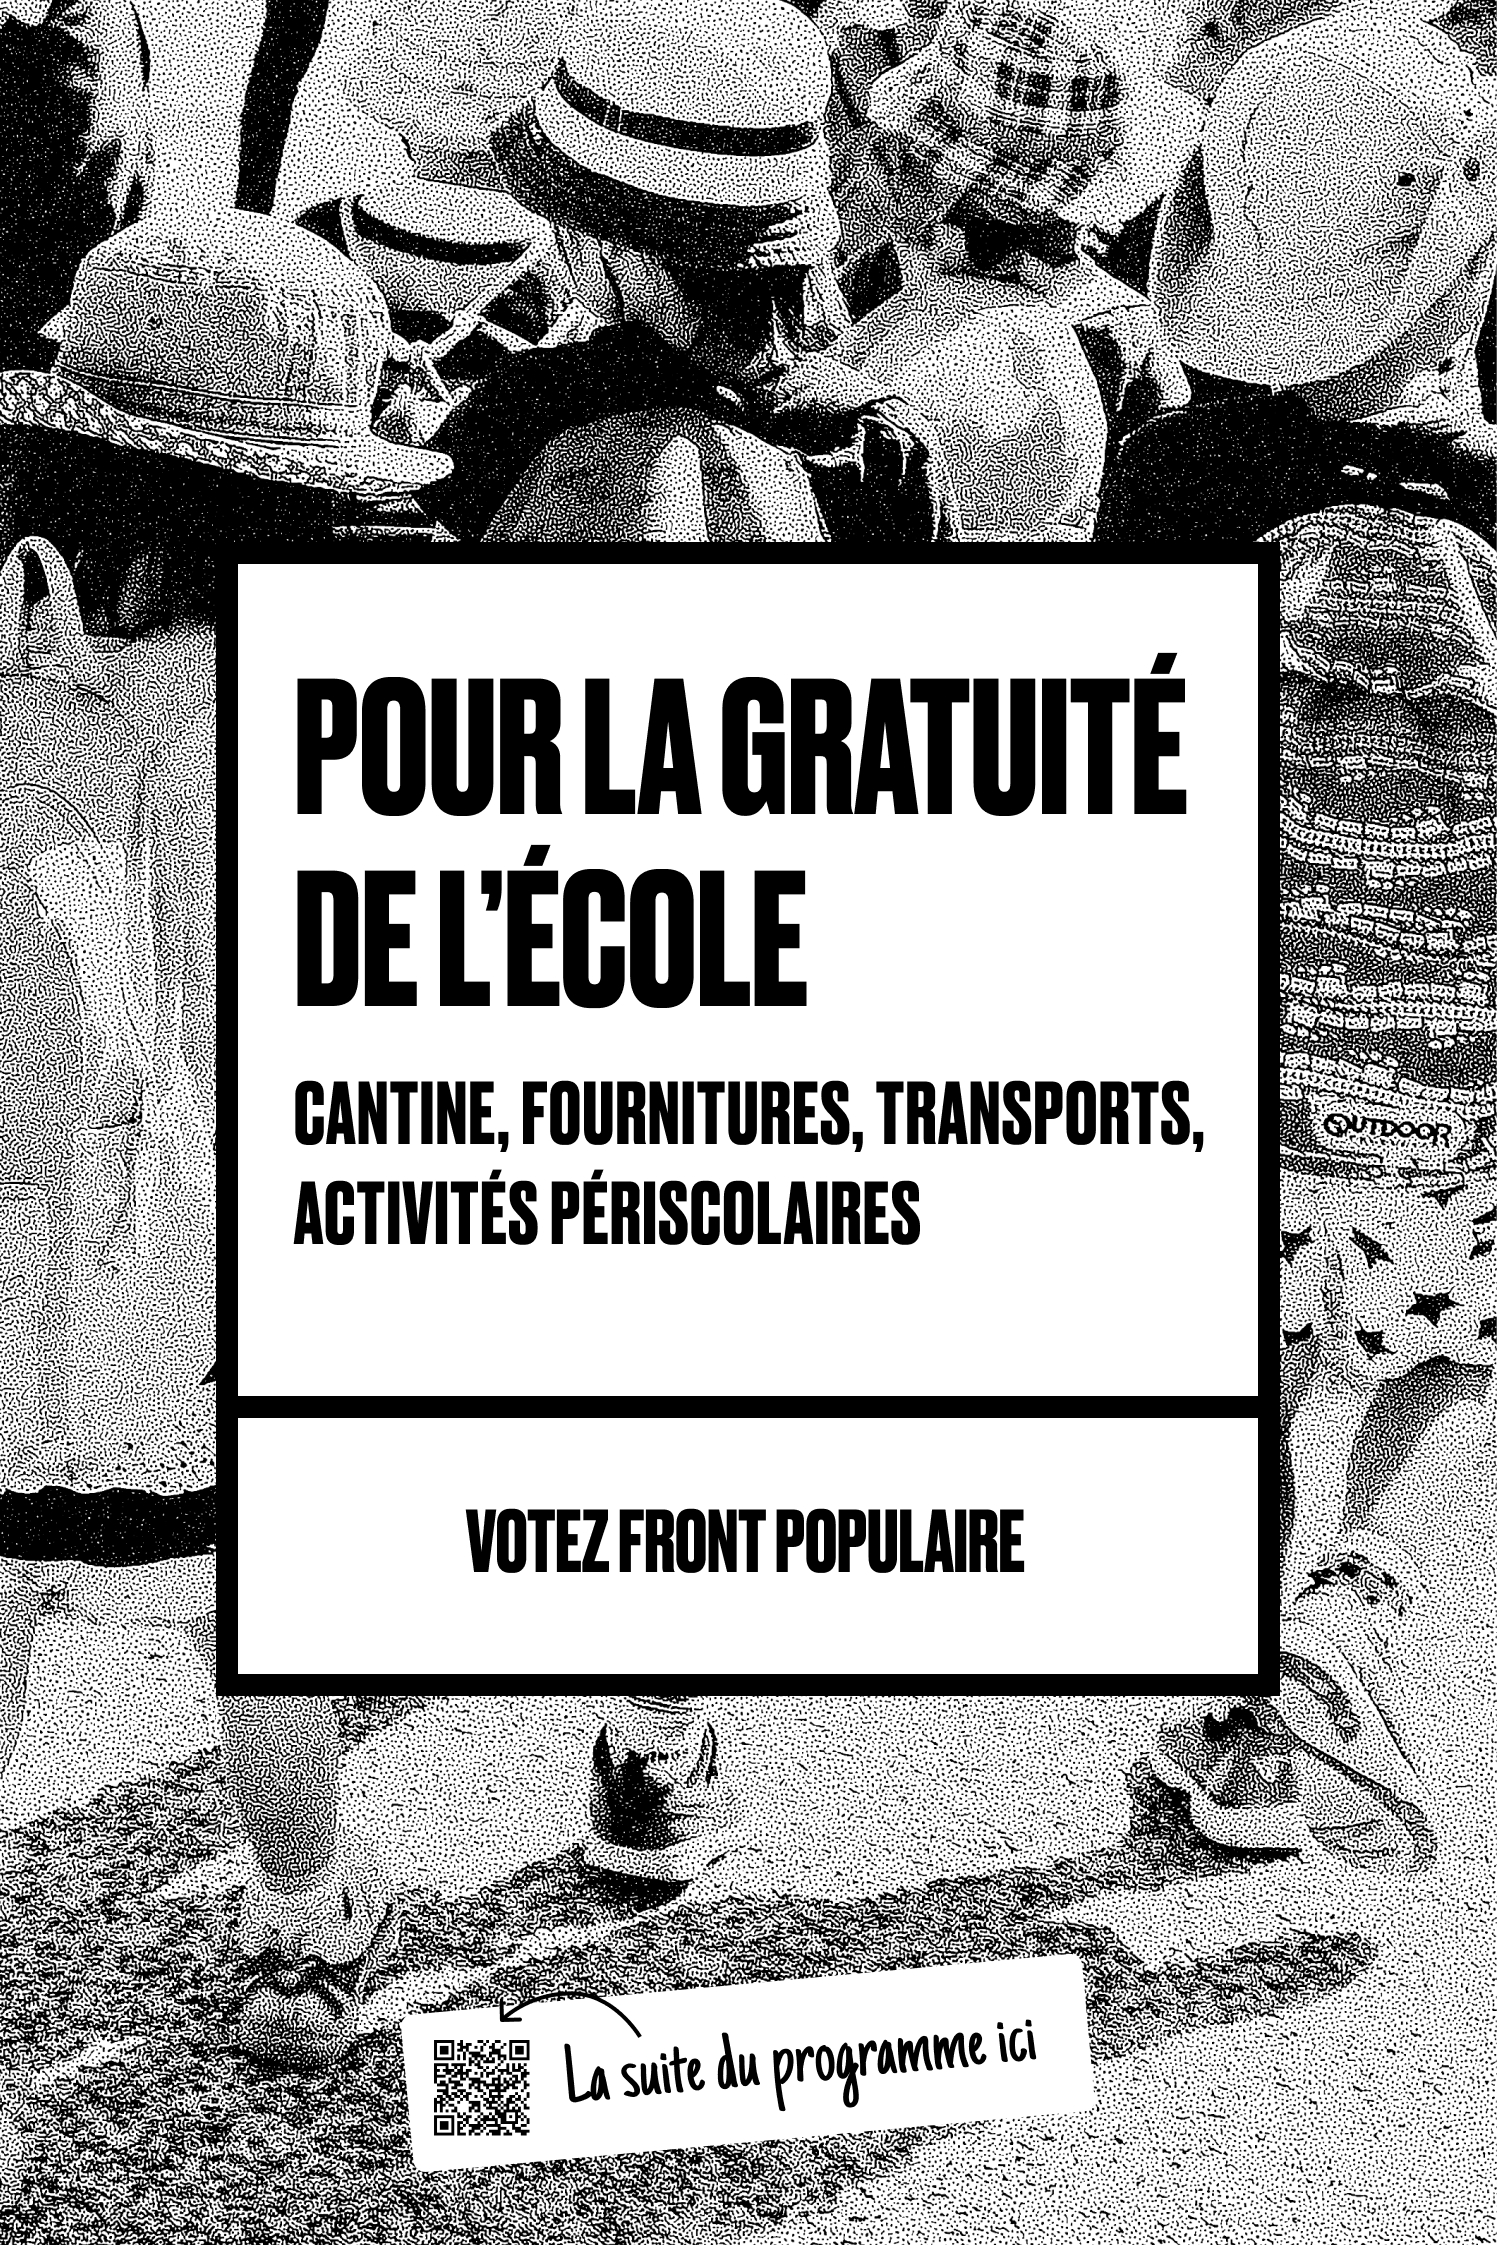 POUR LA GRATUITÉ
DE L’ÉCOLE
CANTINE, FOURNITURES, TRANSPORTS,
ACTIVITÉS PÉRISCOLAIRES
OUTDOOR
VOTEZ FRONT POPULAIRE
La suite du programme ici